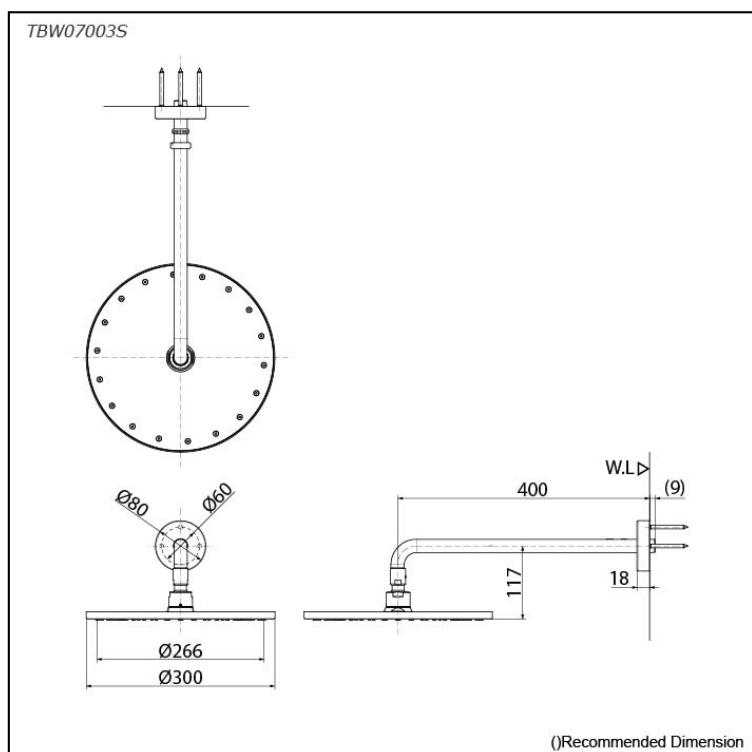 TBW07003S
W.L
400
(9)
Ø80
Ø60
18
117
Ø266
Ø300
()Recommended Dimension